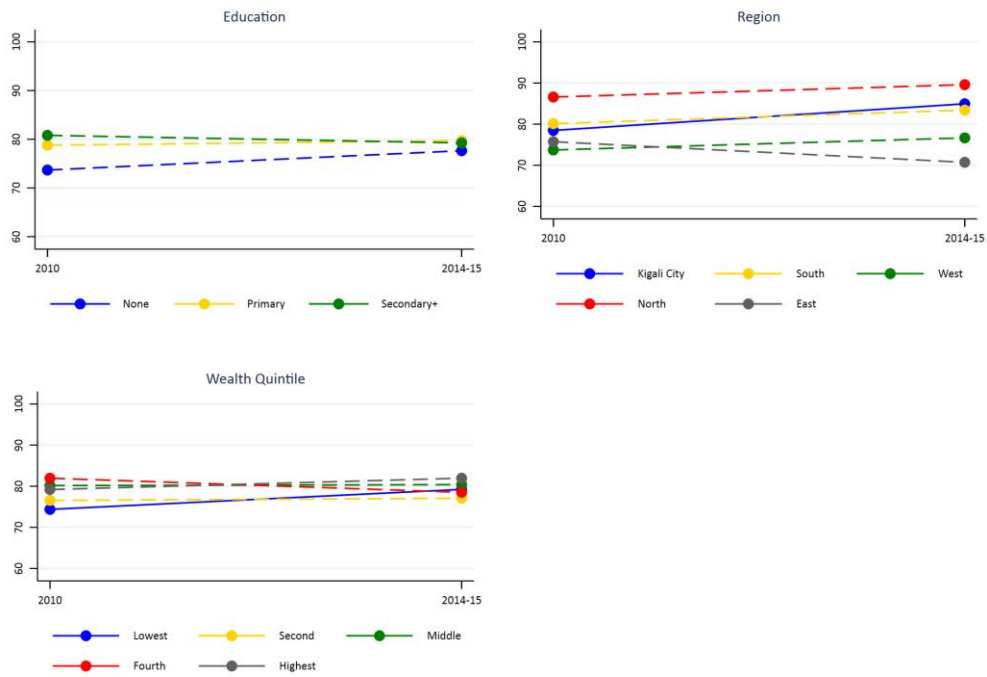 Education
100
90
80
70
60
2010 2014-15
None Primary Secondary+
Region
100
90
80
70
60
2010 2014-15
Kigali City South West
North East
Wealth Quintile
100
90
80
70
60
2010 2014-15
Lowest Second Middle
Fourth Highest